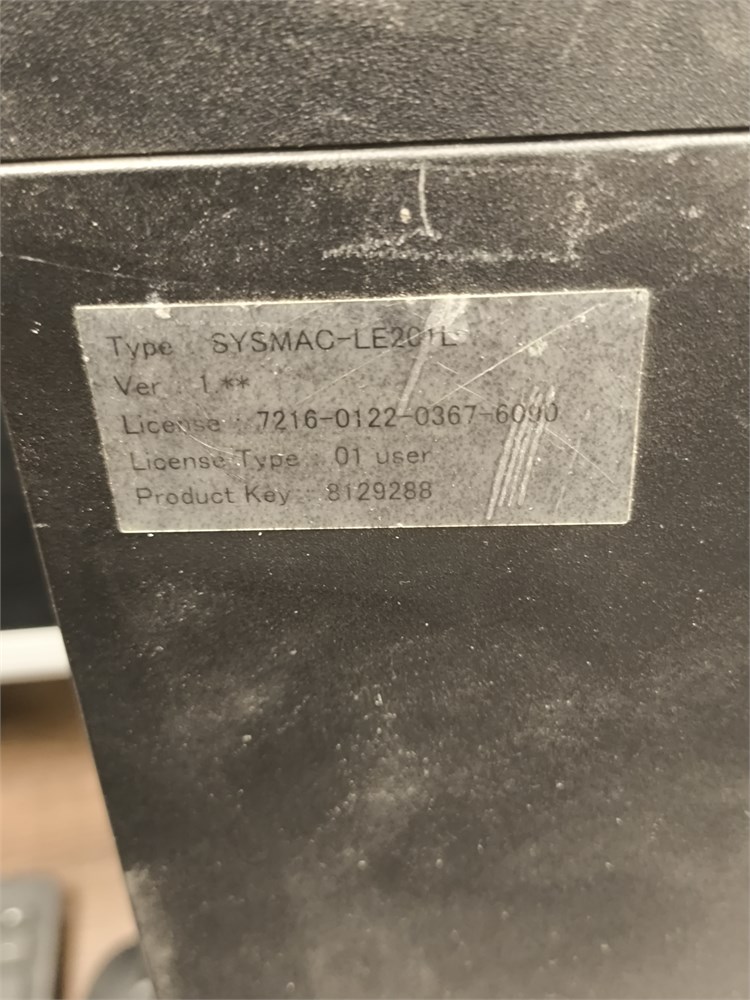 Type : SYSMAC-LE201L
Ver : 1.**
License : 7216-0122-0367-6090
License Type : 01 user
Product Key : 8129288